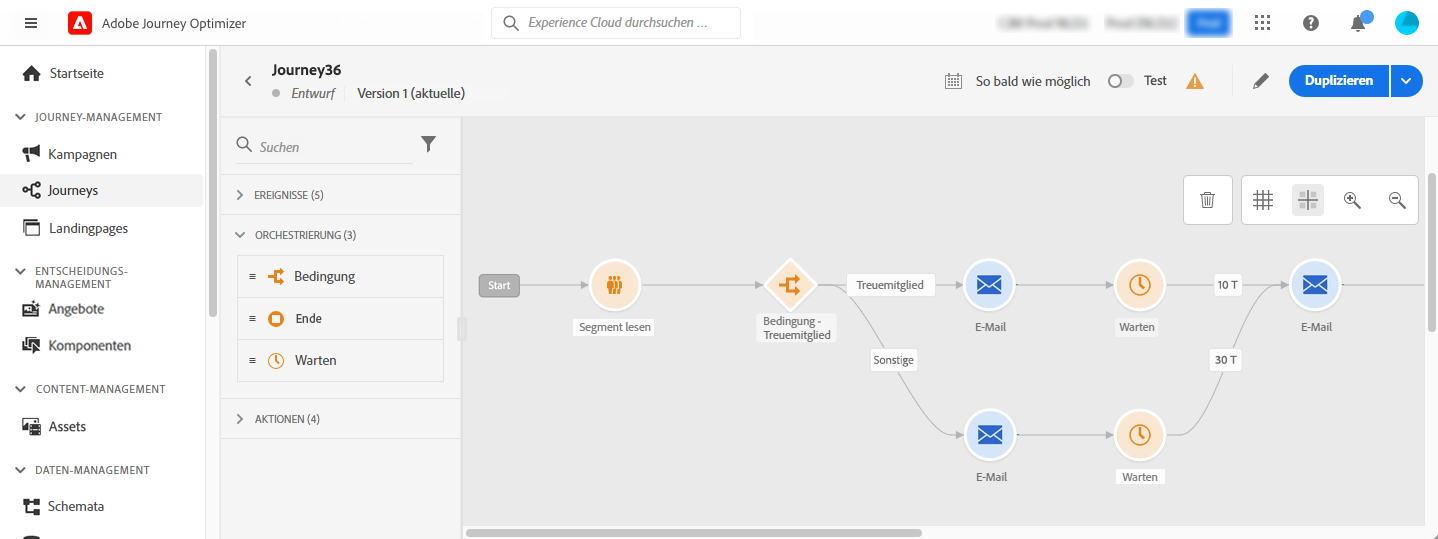 Adobe Journey Optimizer
Experience Cloud durchsuchen ...
Startseite
JOURNEY-MANAGEMENT
Kampagnen
Journeys
Landingpages
ENTSCHEIDUNGS-
MANAGEMENT
Angebote
Komponenten
CONTENT-MANAGEMENT
Assets
DATEN-MANAGEMENT
Schemata
Journey36
Entwurf
Version 1 (aktuelle)
So bald wie möglich
Test
Duplizieren
Suchen
EREIGNISSE (5)
ORCHESTRIERUNG (3)
Bedingung
Ende
Warten
AKTIONEN (4)
Start
Segment lesen
Bedingung -
Treuemitglied
Treuemitglied
E-Mail
Warten
10 T
E-Mail
Sonstige
30 T
E-Mail
Warten